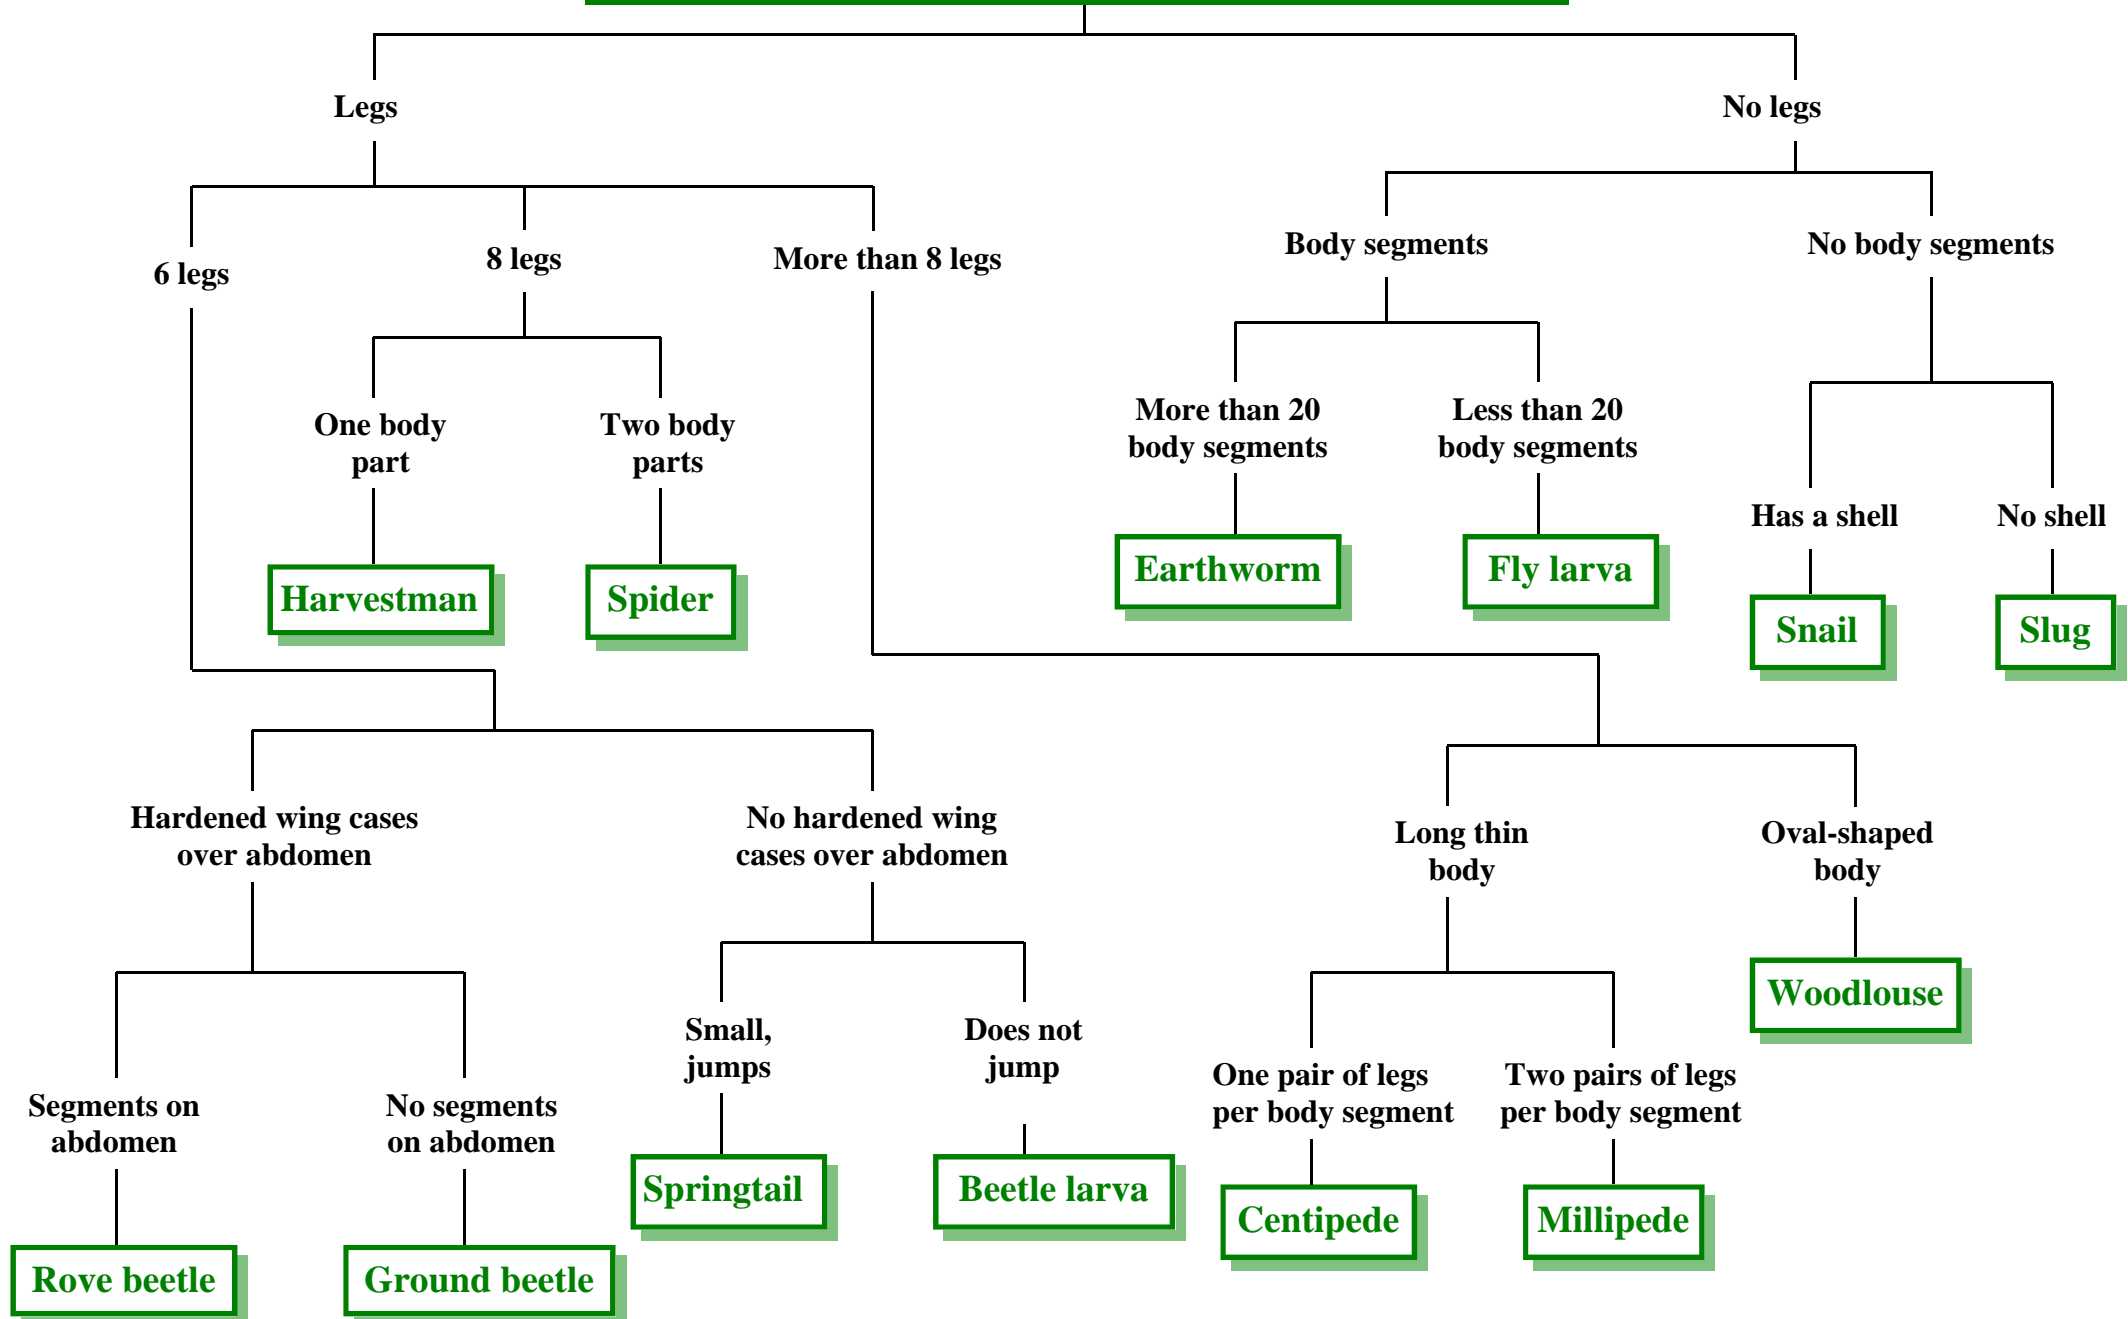 Legs
No legs
6 legs
8 legs
More than 8 legs
Body segments
No body segments
One body
part
Two body
parts
More than 20
body segments
Less than 20
body segments
Has a shell
No shell
Harvestman
Spider
Earthworm
Fly larva
Snail
Slug
Hardened wing cases
over abdomen
No hardened wing
cases over abdomen
Long thin
body
Oval-shaped
body
Woodlouse
Segments on
abdomen
No segments
on abdomen
Small,
jumps
Does not
jump
One pair of legs
per body segment
Two pairs of legs
per body segment
Rove beetle
Ground beetle
Springtail
Beetle larva
Centipede
Millipede